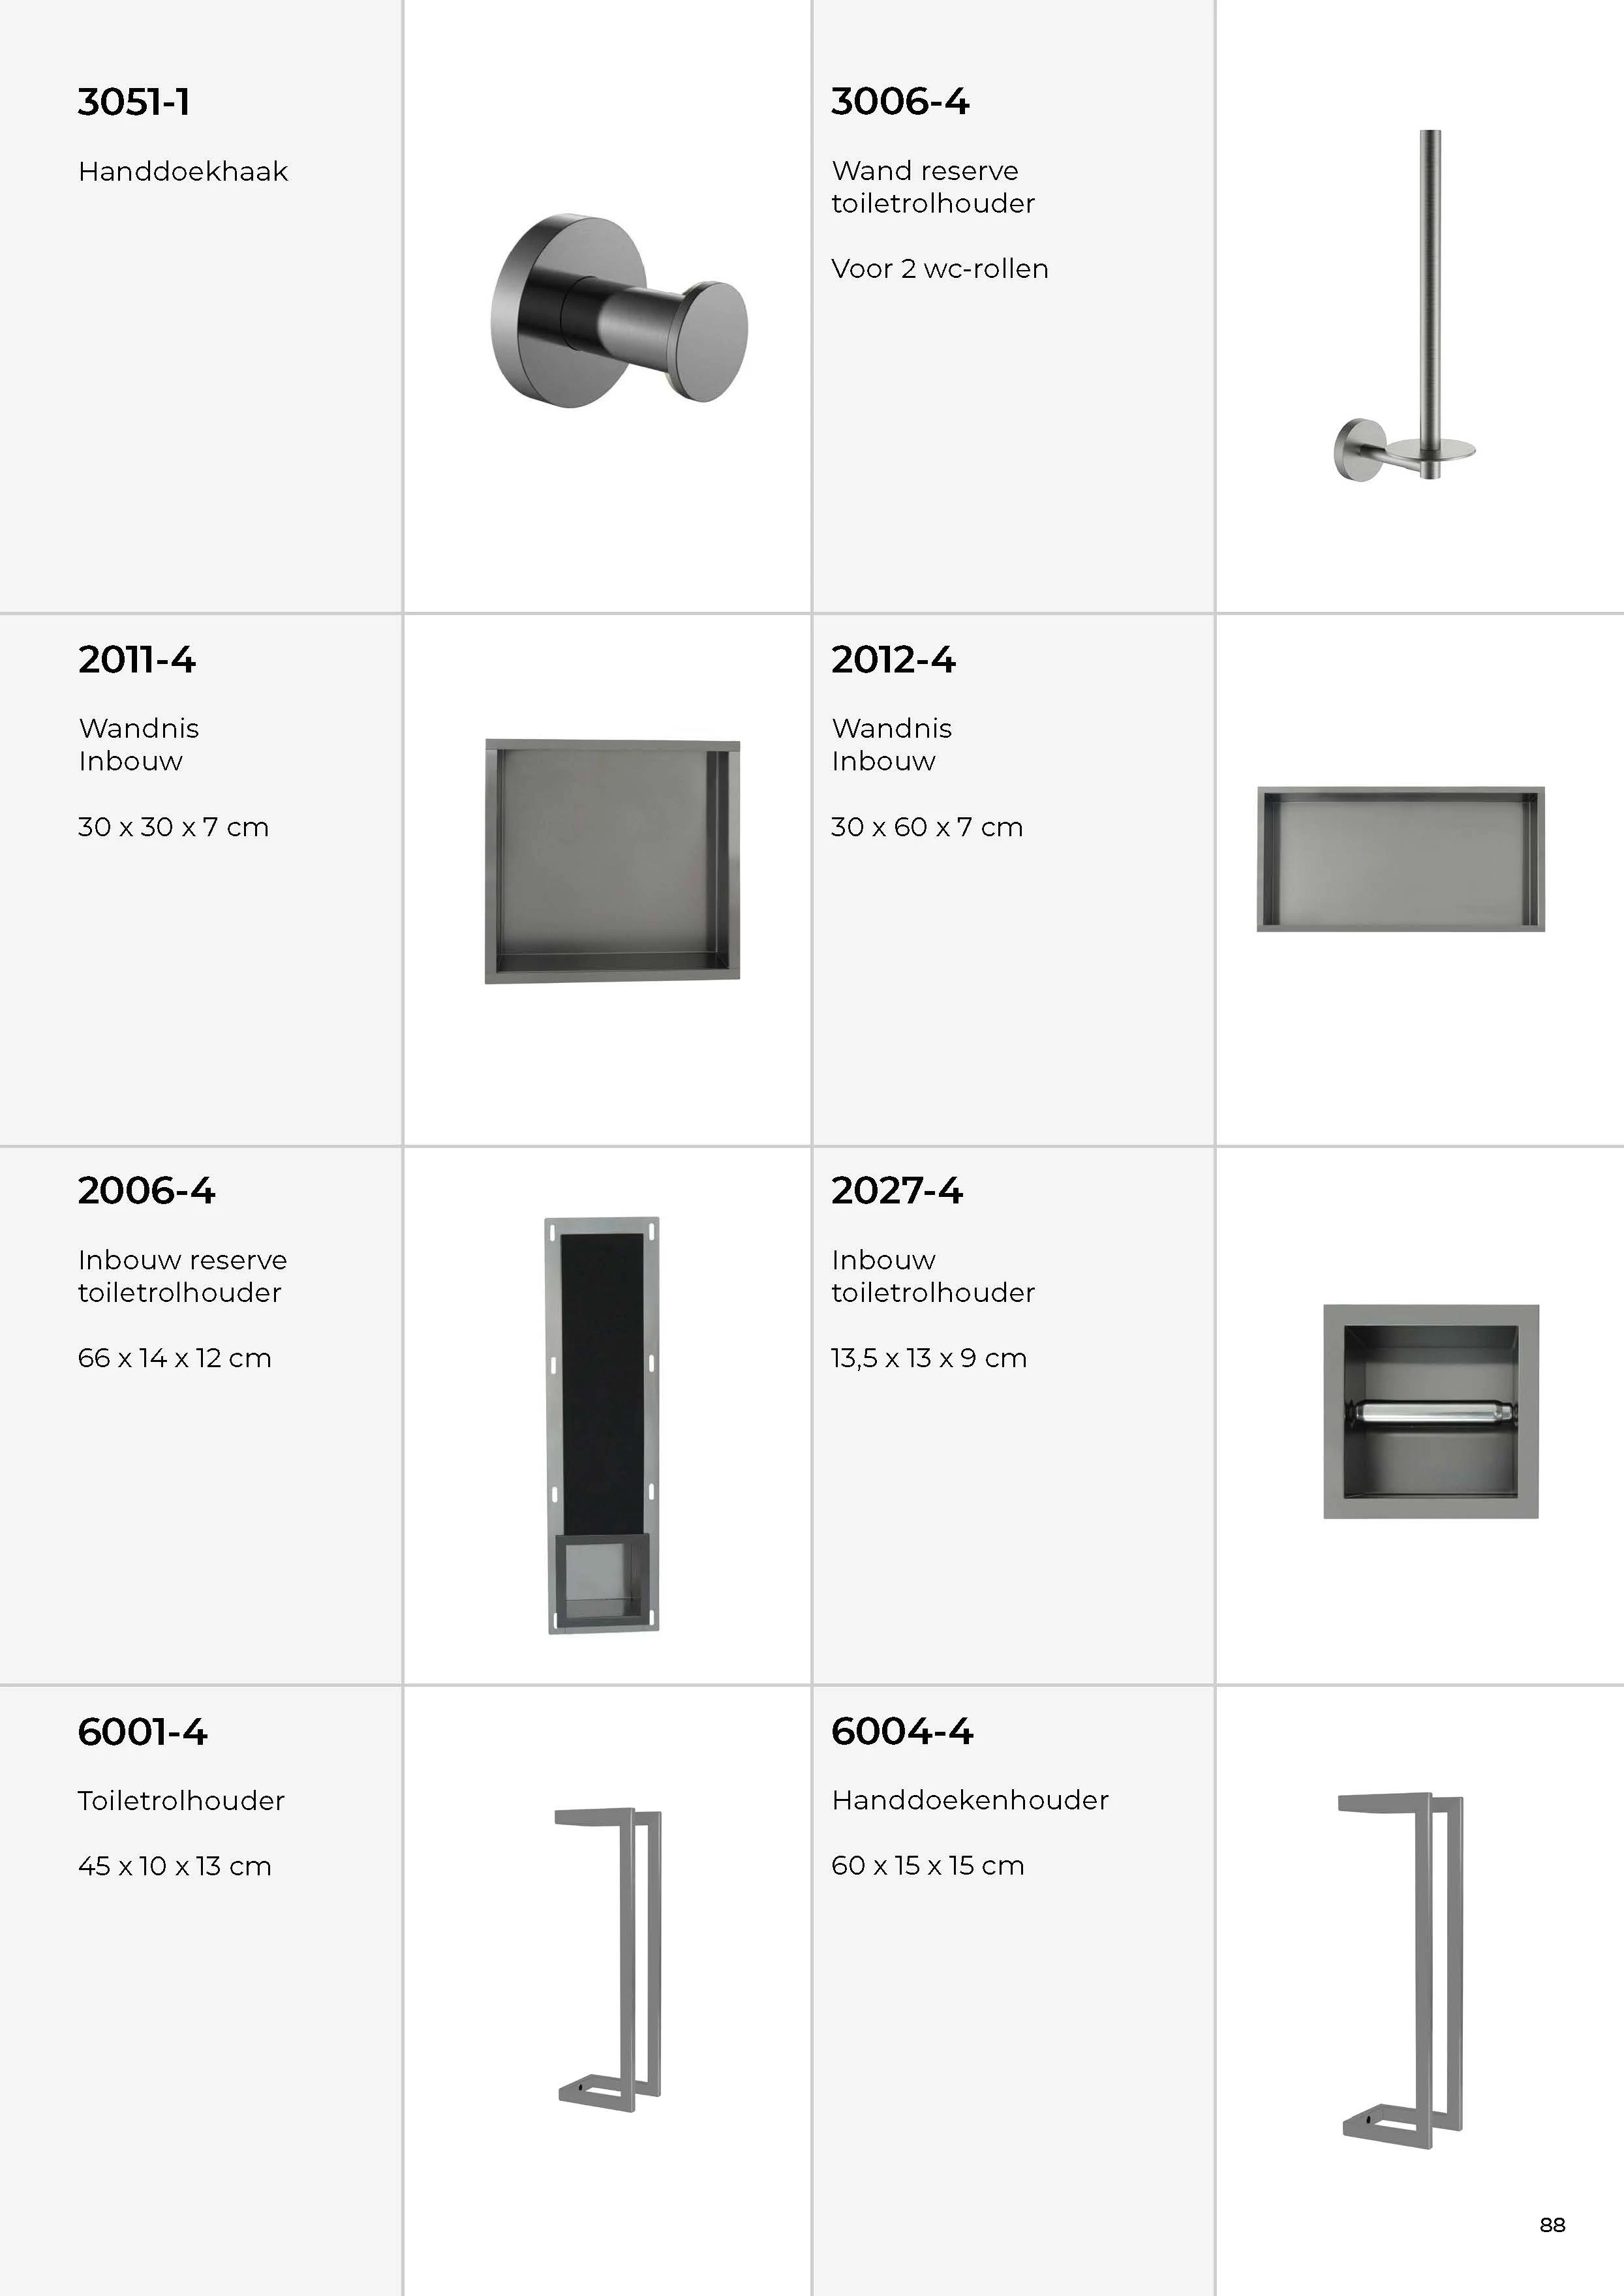 3051-1
Handdoekhaak
3006-4
Wand reserve
toiletrolhouder
Voor 2 wc-rollen
2011-4
Wandnis
Inbouw
30 x 30 x 7 cm
2012-4
Wandnis
Inbouw
30 x 60 x 7 cm
2006-4
Inbouw reserve
toiletrolhouder
66 x 14 x 12 cm
2027-4
Inbouw
toiletrolhouder
13,5 x 13 x 9 cm
6001-4
Toiletrolhouder
45 x 10 x 13 cm
6004-4
Handdoekenhouder
60 x 15 x 15 cm
88